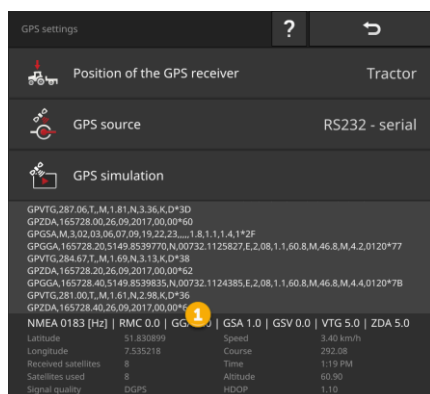 GPS settings ?
Position of the GPS receiver Tractor
GPS source RS232 - serial
GPS simulation
GPVTG,287.06,T,,M,1.81,N,3.36,K,D*3D
GPZDA,165728.00,26,09,2017,00,00*60
GPGSA,M,3,02,03,06,07,09,19,22,23,,,,,1.8,1.1,1.4,1*2F
GPGGA,165728.20,5149.8539770,N,00732.1125827,E,2,08,1.1,60.8,M,46.8,M,4.2,0120*77
GPVTG,284.67,T,,M,1.69,N,3.13,K,D*38
GPZDA,165728.20,26,09,2017,00,00*62
GPGGA,165728.40,5149.8539835,N,00732.1124385,E,2,08,1.1,60.8,M,46.8,M,4.4,0120*7B
GPVTG,281.00,T,,M,1.61,N,2.98,K,D*36
GPZDA,165728.40,26,09,2017,00,00
1
NMEA 0183 [Hz] | RMC 0.0 | | GSA 1.0 | GSV 0.0 | VTG 5.0 | ZDA 5.0
Latitude 51.830899 Speed 3.40 km/h
Longitude 7.535218 Course 292.08
Received satellites 8 Time 1:19 PM
Satellites used 8 Altitude 60.90
Signal quality DGPS HDOP 1.10